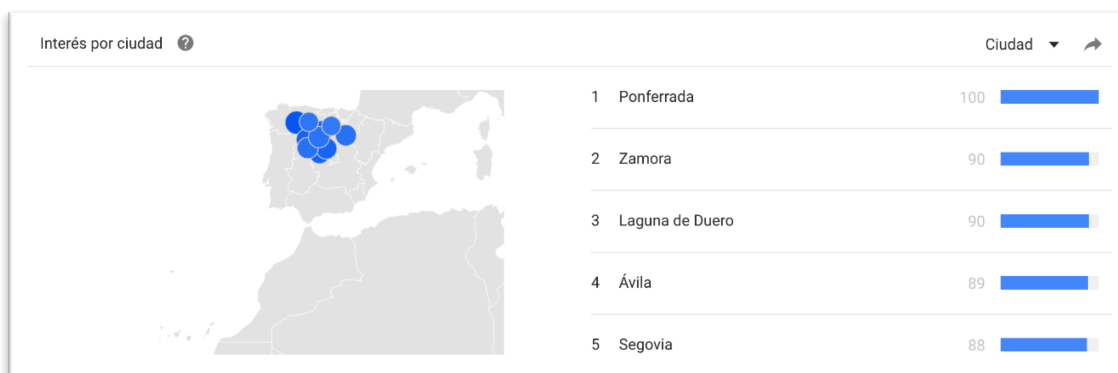 Interés por ciudad
Ciudad
1 Ponferrada 100
2 Zamora 90
3 Laguna de Duero 90
4 Ávila 89
5 Segovia 88